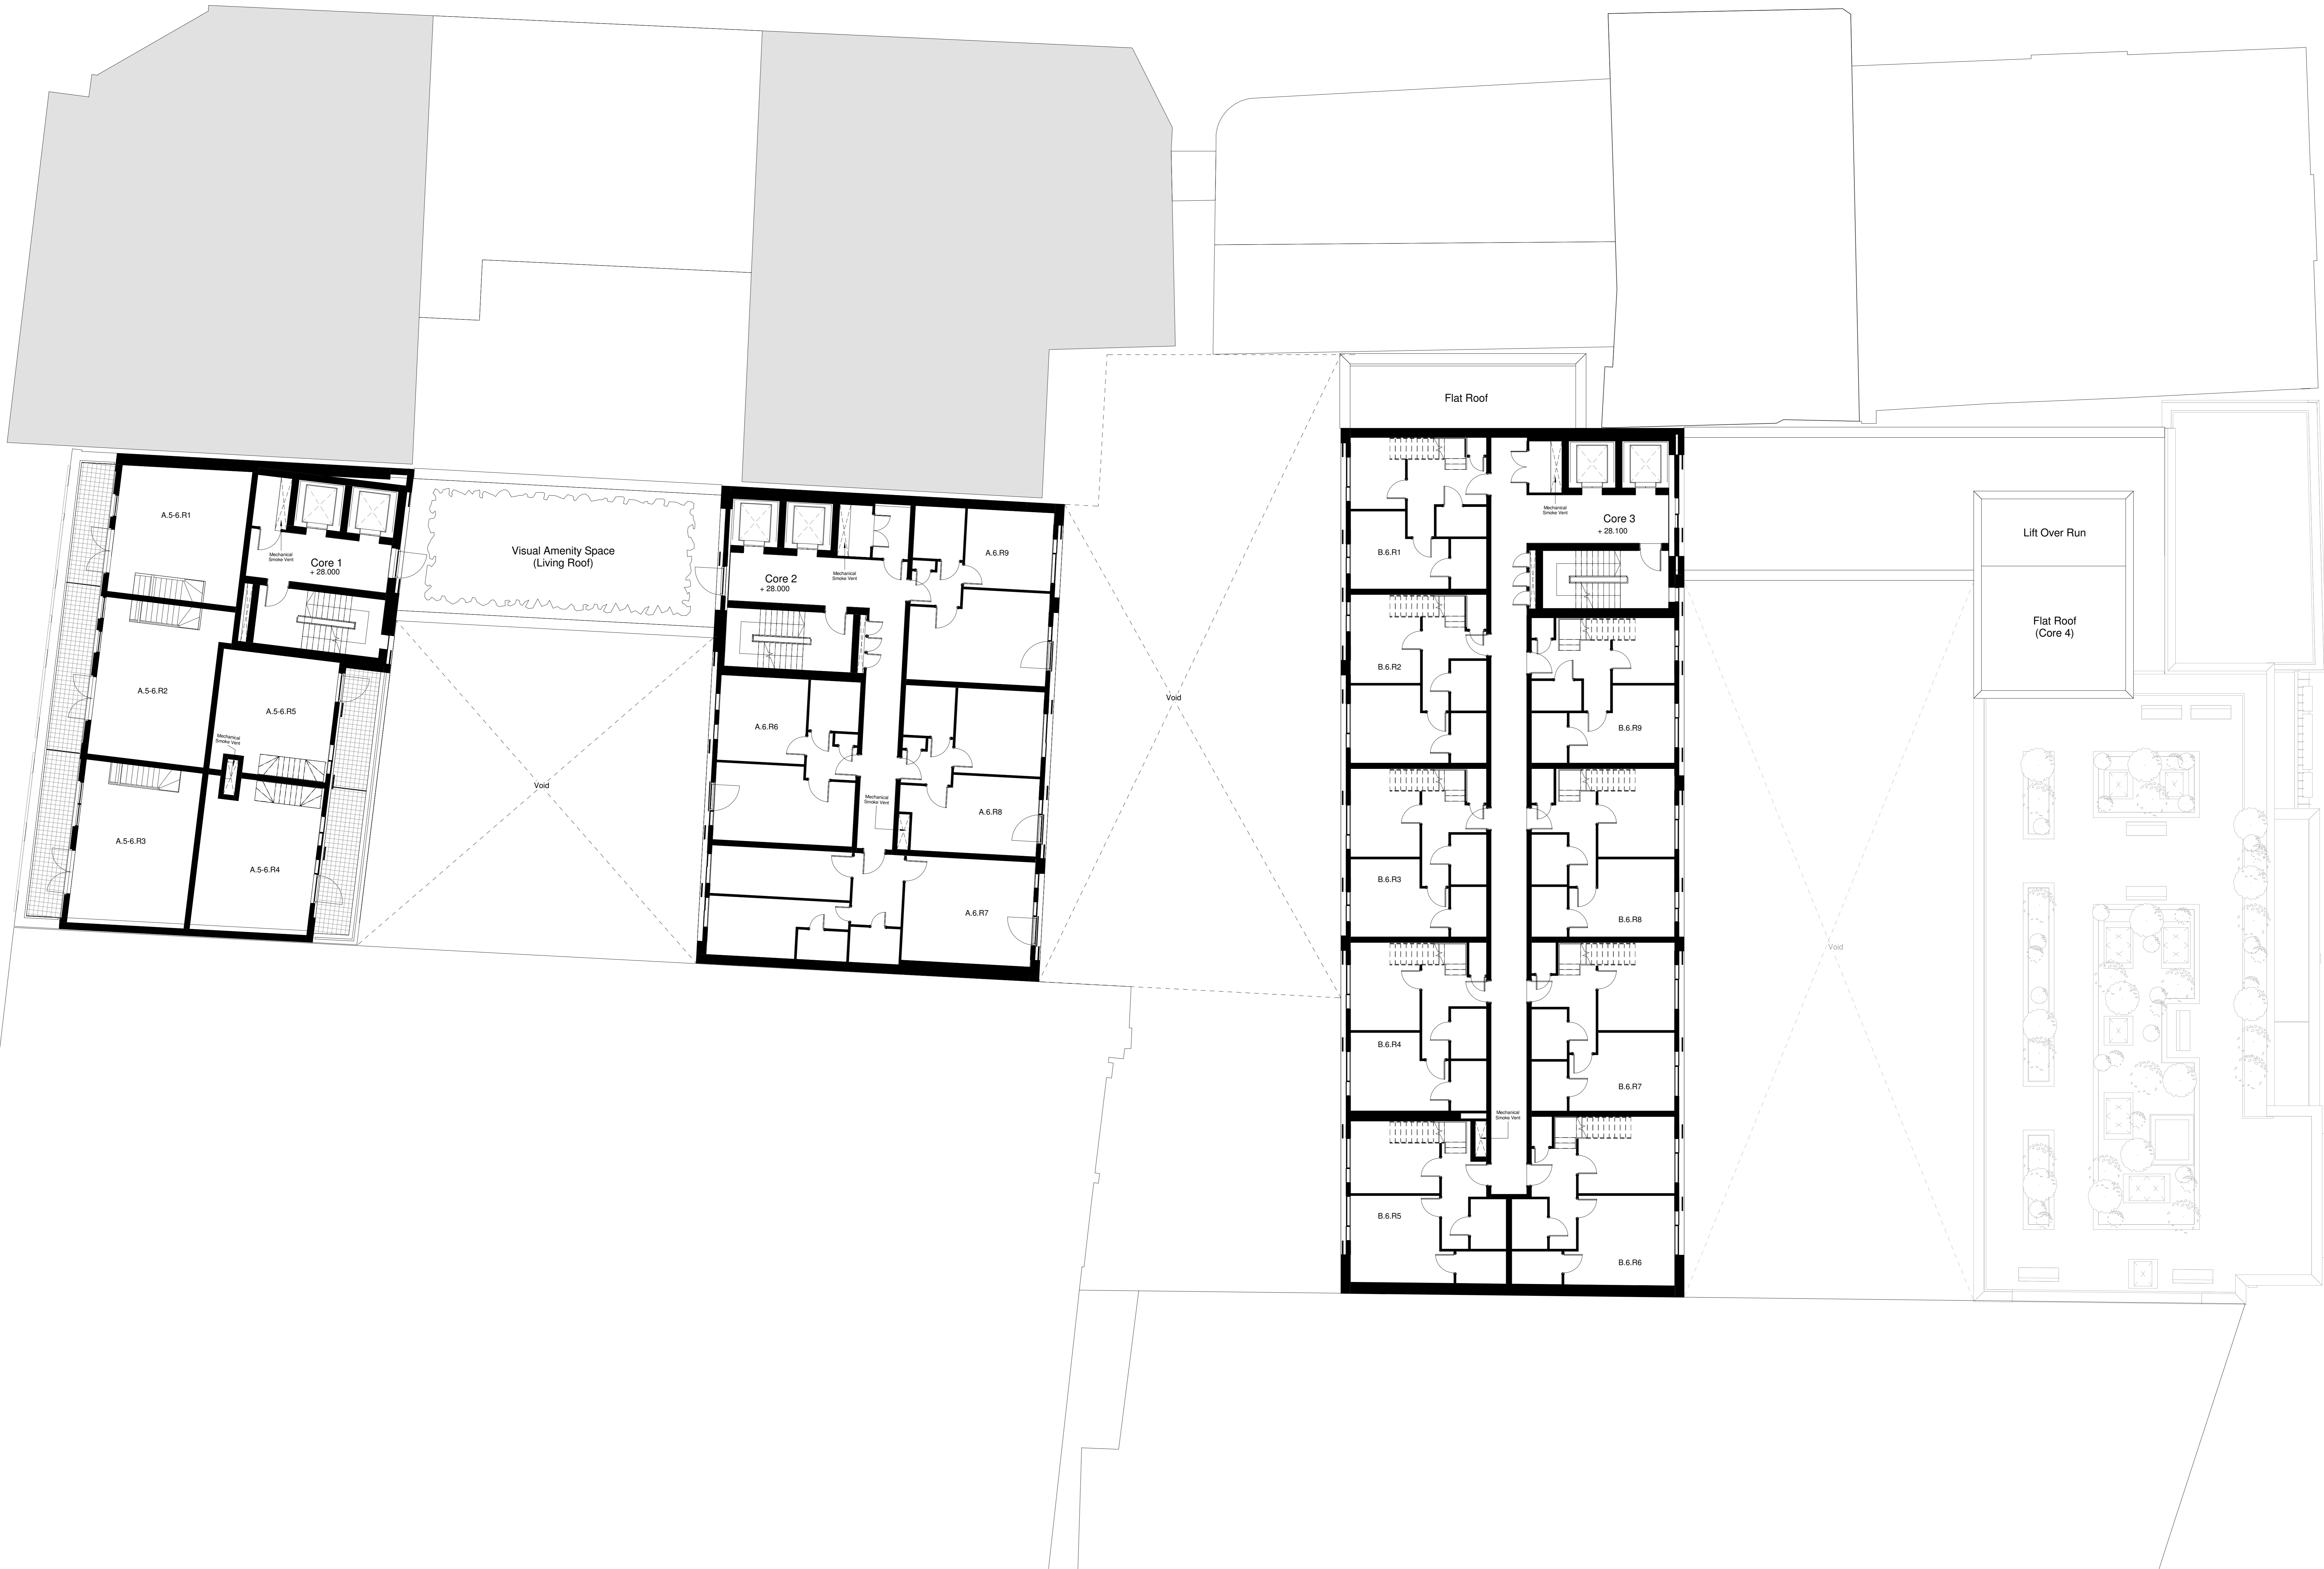 Flat Roof
A.5-6.R1
Mechanical
Smoke Vent
Core 1
+ 28.000
Visual Amenity Space
(Living Roof)
Core 2
+ 28.000
Mechanical
Smoke Vent
A.6.R9
Mechanical
Smoke Vent
Core 3
+ 28.100
B.6.R1
Lift Over Run
Flat Roof
(Core 4)
A.5-6.R2
A.5-6.R5
Mechanical
Smoke Vent
A.6.R6
Void
Void
B.6.R2
B.6.R9
A.5-6.R3
A.5-6.R4
Mechanical
Smoke Vent
A.6.R8
A.6.R7
B.6.R3
B.6.R8
Void
B.6.R4
B.6.R7
Mechanical
Smoke Vent
B.6.R5
B.6.R6